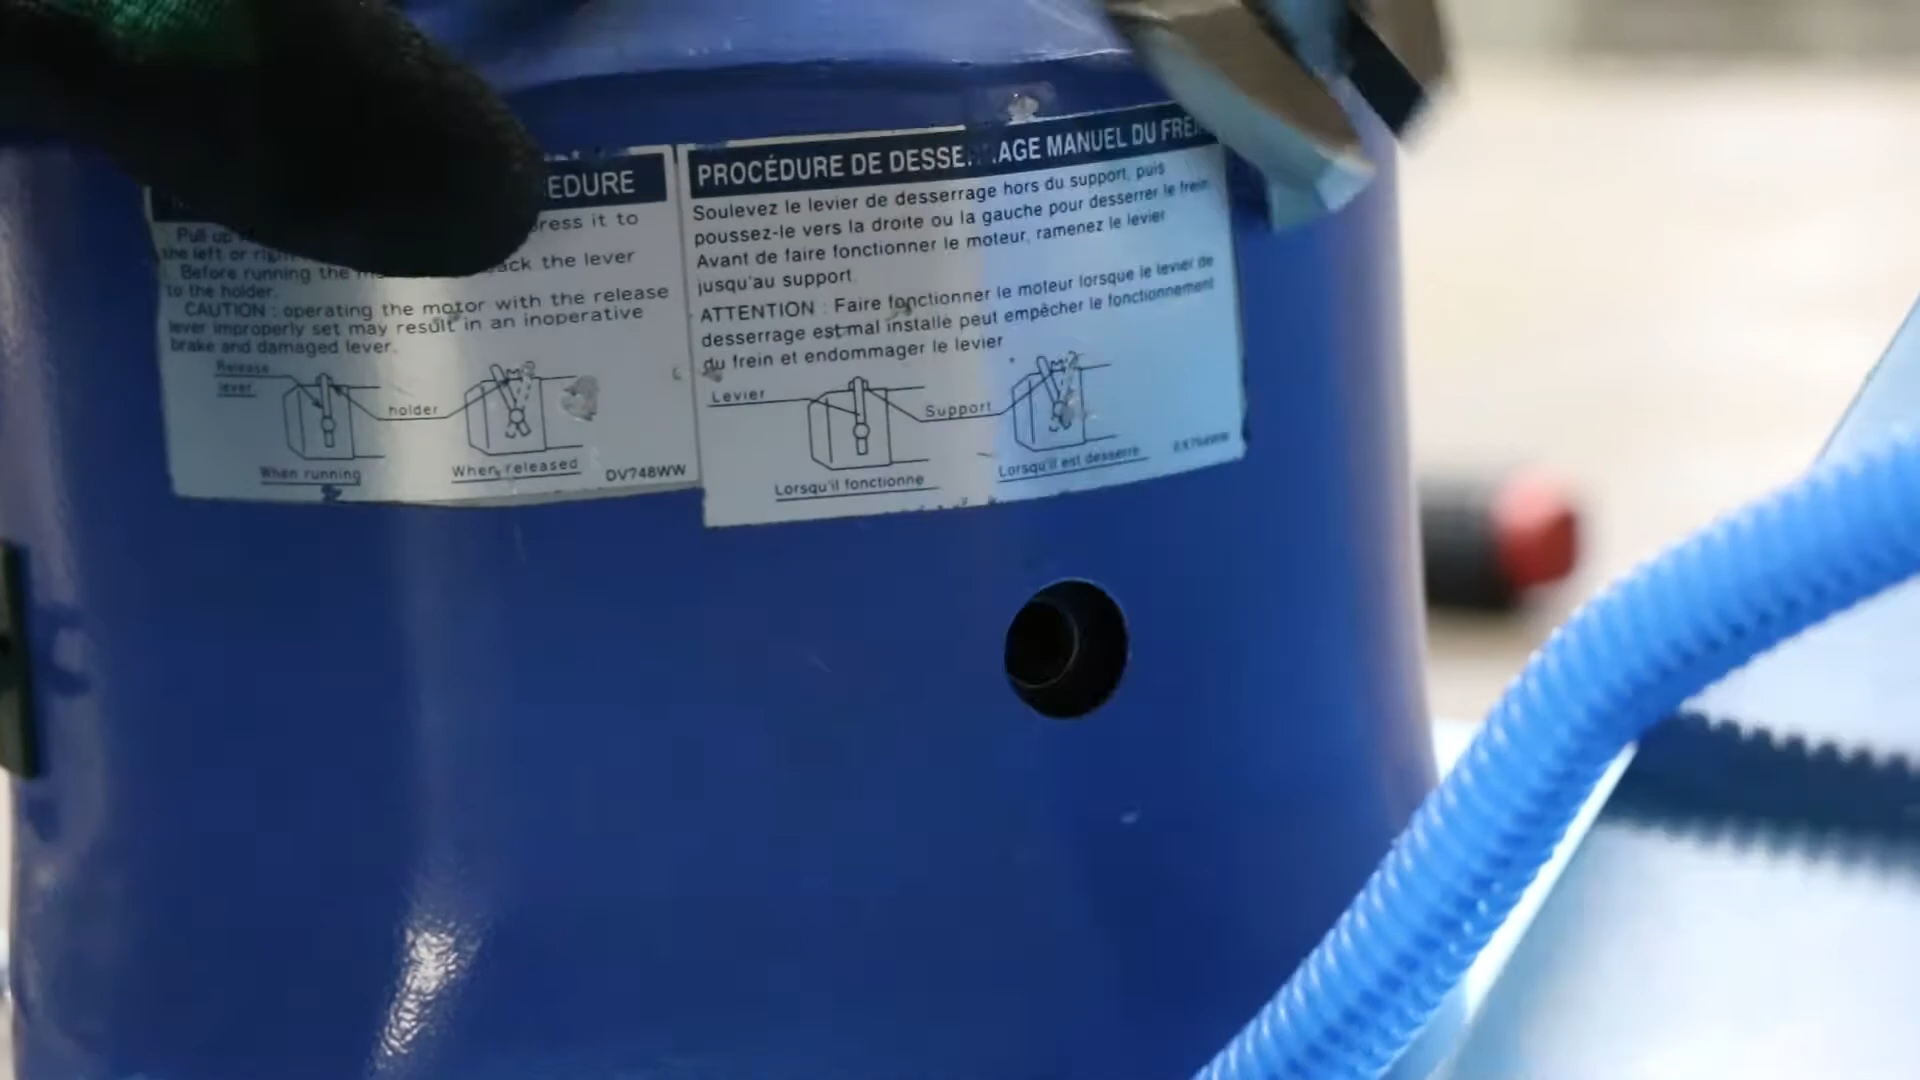 EDURE
Pull up
press it to
the left or
ack the lever
Before running the
to the holder.
CAUTION : operating the motor with the release
lever improperly set may result in an inoperative
brake and damaged lever.
Release
lever
holder
When running
When released
DV748WW
PROCÉDURE DE DESSE AGE MANUEL DU FRE
Soulevez le levier de desserrage hors du support, puis
poussez-le vers la droite ou la gauche pour desserrer le frein
Avant de faire fonctionner le moteur, ramenez le levier
jusqu'au support.
ATTENTION : Faire fonctionner le moteur lorsque le levier de
desserrage est mal installe peut empêcher le fonctionnement
du frein et endommager le levier
Levier
Support
Lorsqu'il fonctionne
Lorsqu'il est desserre